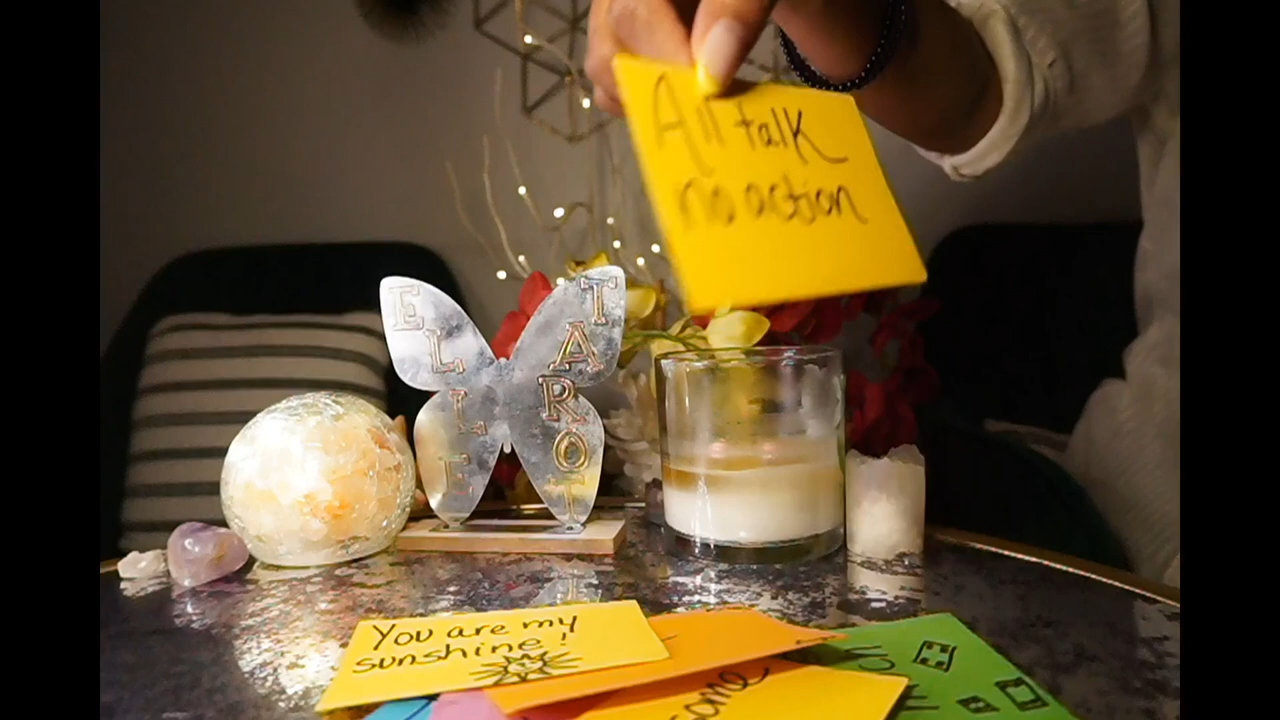 All talk
no action
ELLE
TAROT
You are my
sunshine!